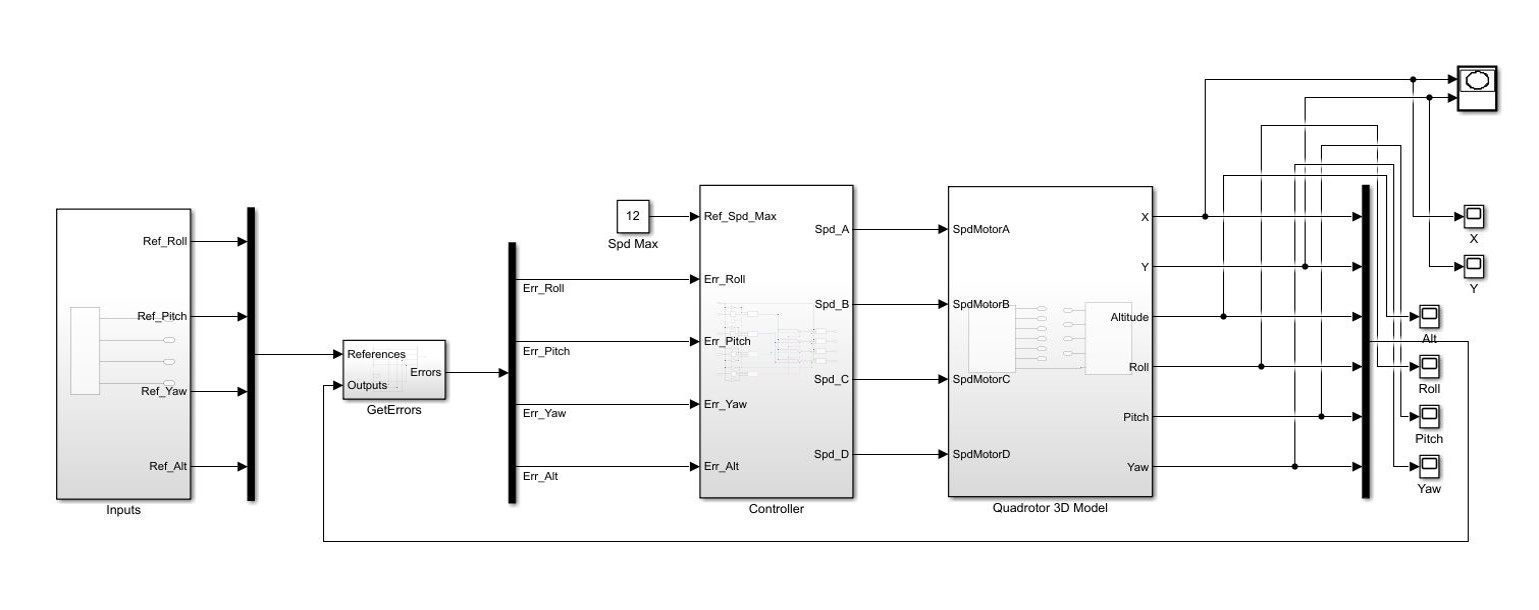 Ref_Roll
Ref_Pitch
Ref_Yaw
Ref_Alt
Inputs
References
Outputs
Errors
GetErrors
Err_Roll
Err_Pitch
Err_Yaw
Err_Alt
12
Spd Max
Ref_Spd_Max
Err_Roll
Err_Pitch
Err_Yaw
Err_Alt
Spd_A
Spd_B
Spd_C
Spd_D
Controller
SpdMotorA
SpdMotorB
SpdMotorC
SpdMotorD
X
Y
Altitude
Roll
Pitch
Yaw
Quadrotor 3D Model
X
Y
Alt
Roll
Pitch
Yaw